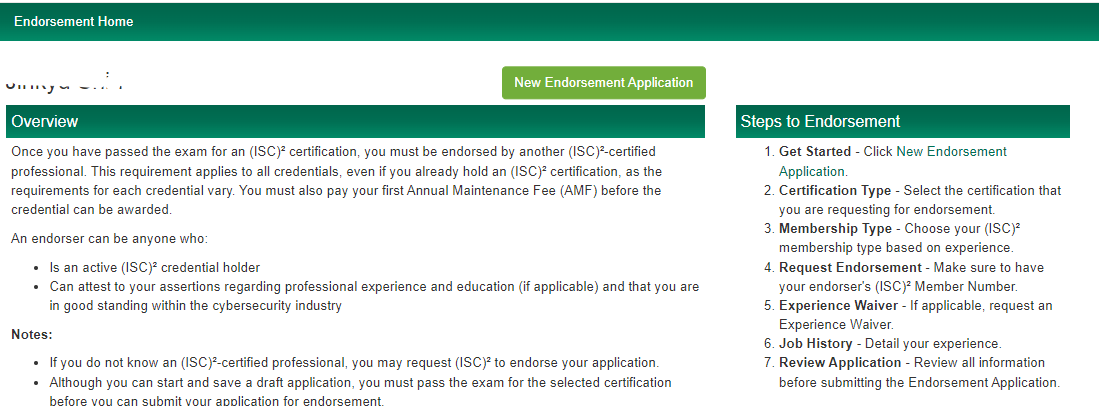 Endorsement Home
New Endorsement Application
Overview
Once you have passed the exam for an (ISC)² certification, you must be endorsed by another (ISC)²-certified
professional. This requirement applies to all credentials, even if you already hold an (ISC)² certification, as the
requirements for each credential vary. You must also pay your first Annual Maintenance Fee (AMF) before the
credential can be awarded.
An endorser can be anyone who:
• Is an active (ISC)² credential holder
• Can attest to your assertions regarding professional experience and education (if applicable) and that you are
in good standing within the cybersecurity industry
Notes:
• If you do not know an (ISC)²-certified professional, you may request (ISC)² to endorse your application.
• Although you can start and save a draft application, you must pass the exam for the selected certification
before you can submit your application for endorsement.
Steps to Endorsement
1. Get Started - Click New Endorsement
Application.
2. Certification Type - Select the certification that
you are requesting for endorsement.
3. Membership Type - Choose your (ISC)²
membership type based on experience.
4. Request Endorsement - Make sure to have
your endorser's (ISC)² Member Number.
5. Experience Waiver - If applicable, request an
Experience Waiver.
6. Job History - Detail your experience.
7. Review Application - Review all information
before submitting the Endorsement Application.